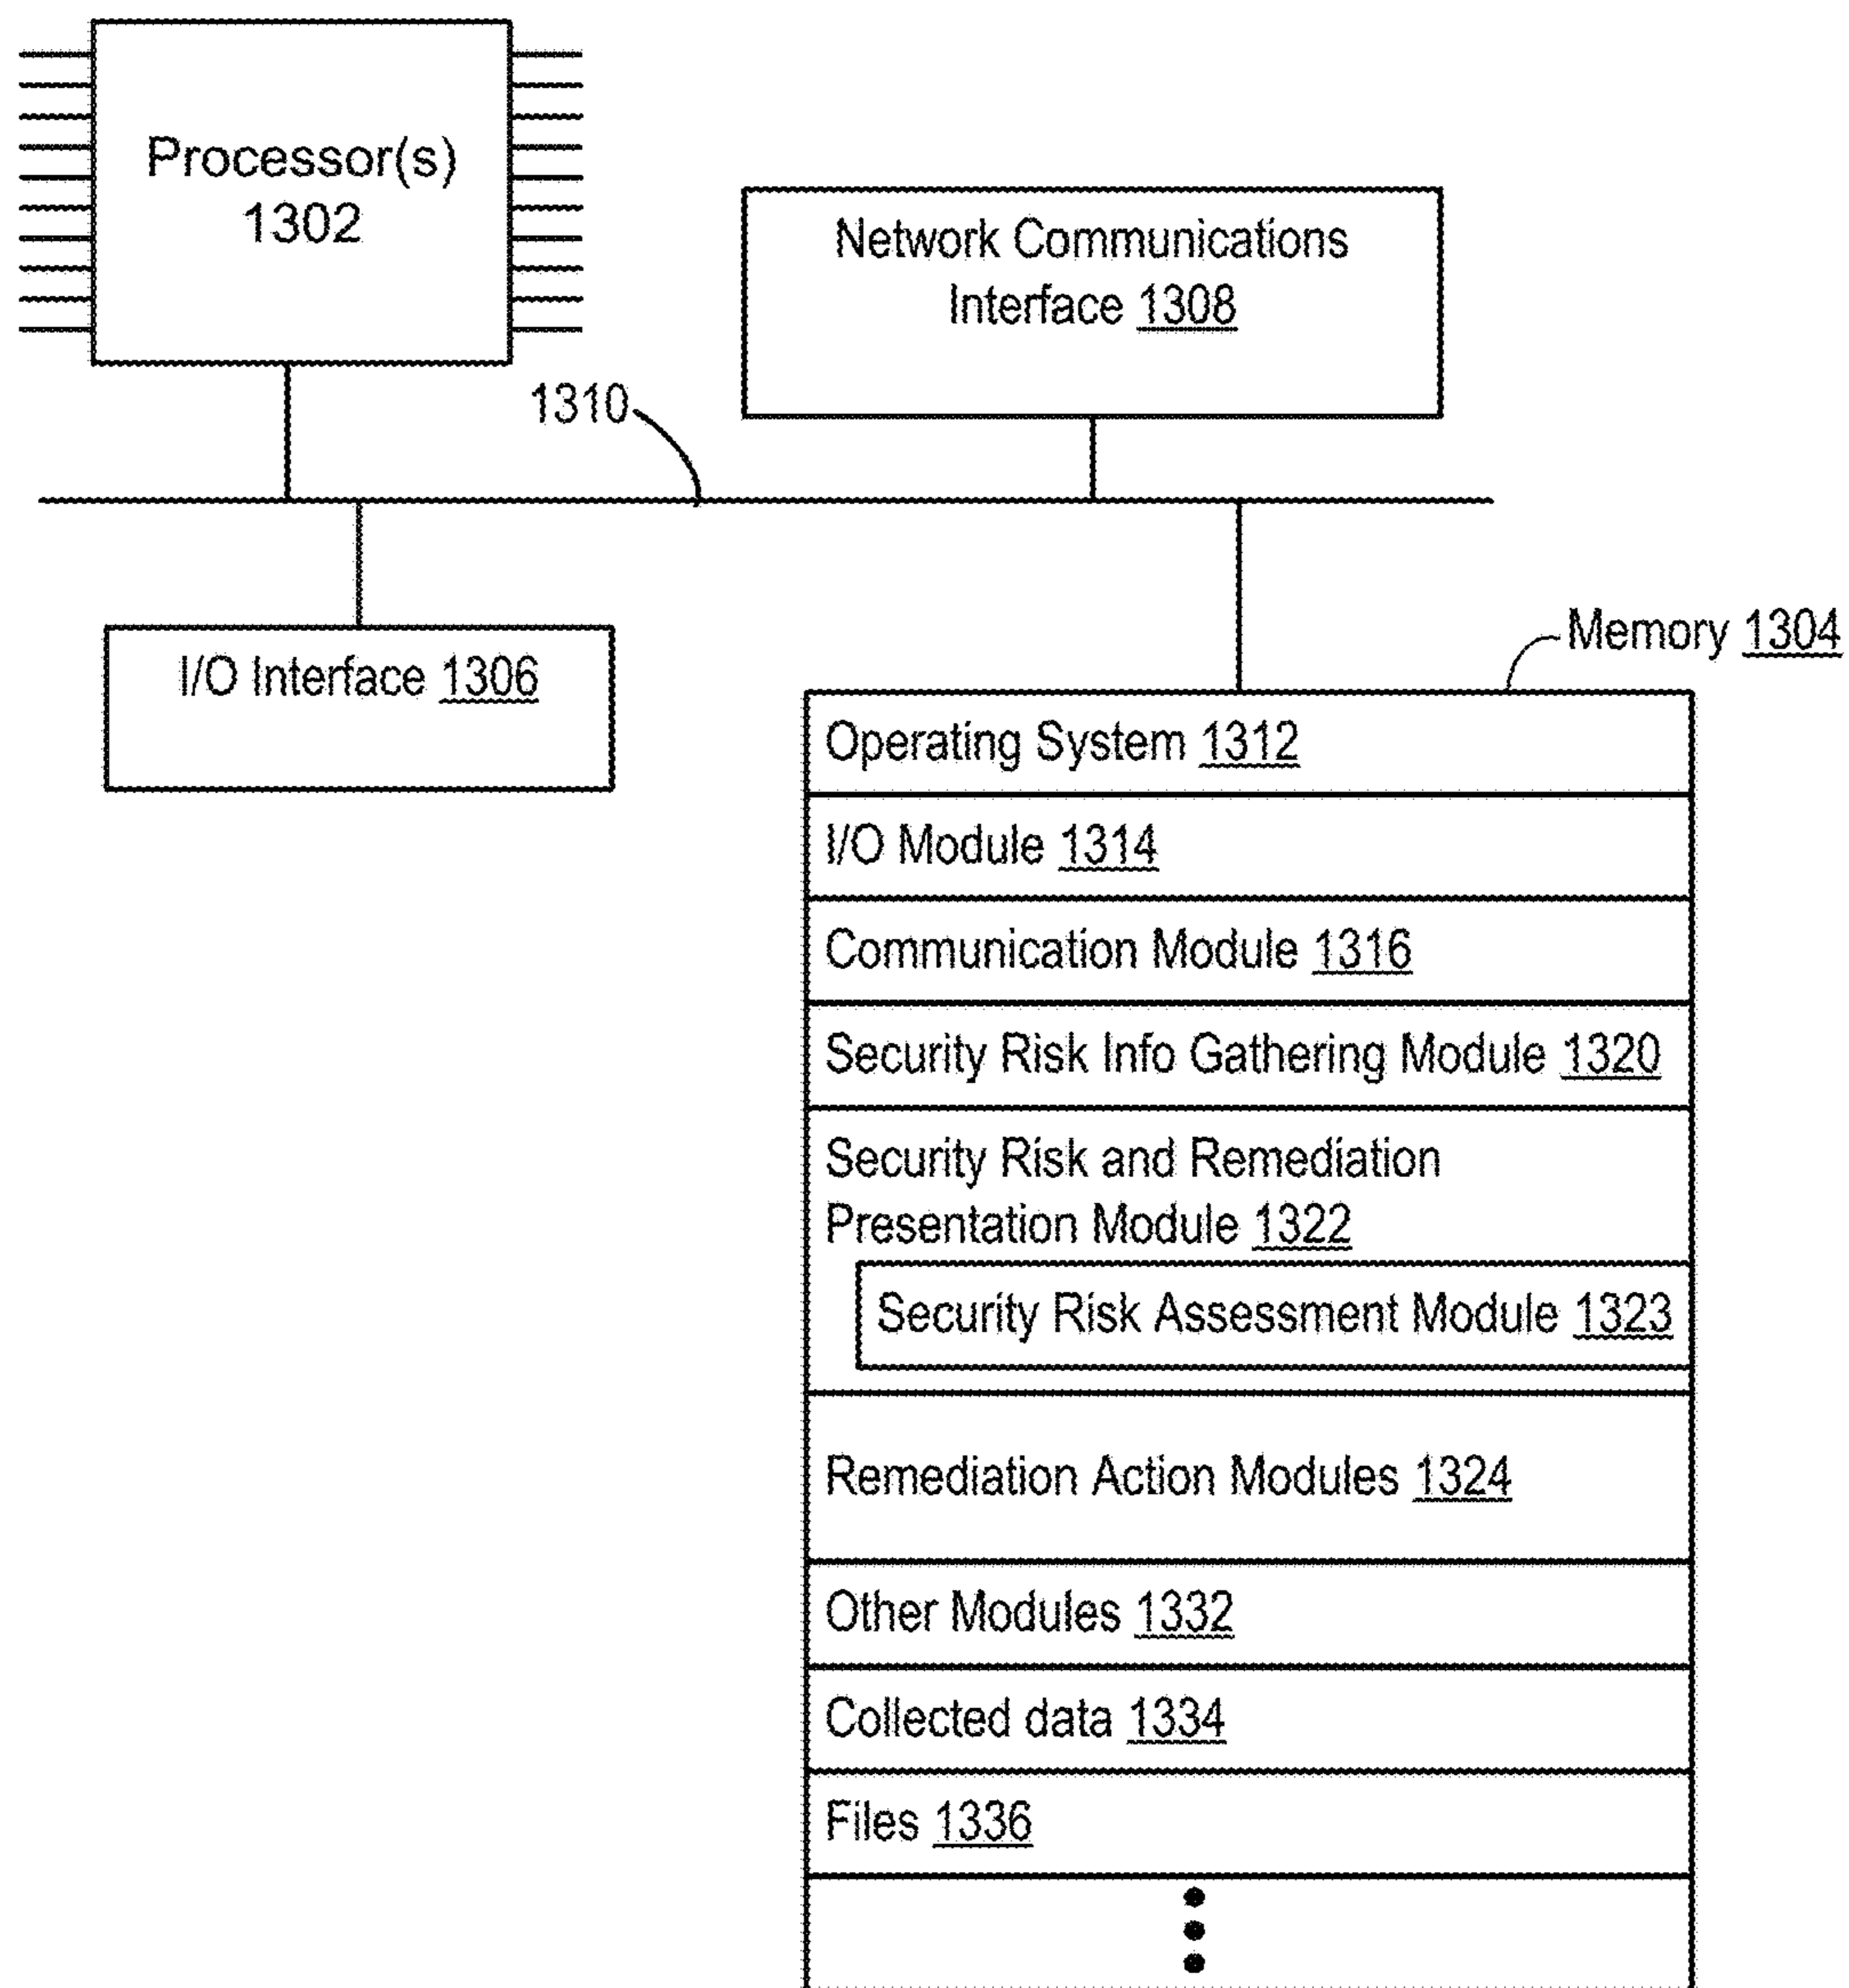 Processor(s)
1302
Network Communications
Interface 1308
1310
I/O Interface 1306
Memory 1304
Operating System 1312
I/O Module 1314
Communication Module 1316
Security Risk Info Gathering Module 1320
Security Risk and Remediation
Presentation Module 1322
Security Risk Assessment Module 1323
Remediation Action Modules 1324
Other Modules 1332
Collected data 1334
Files 1336